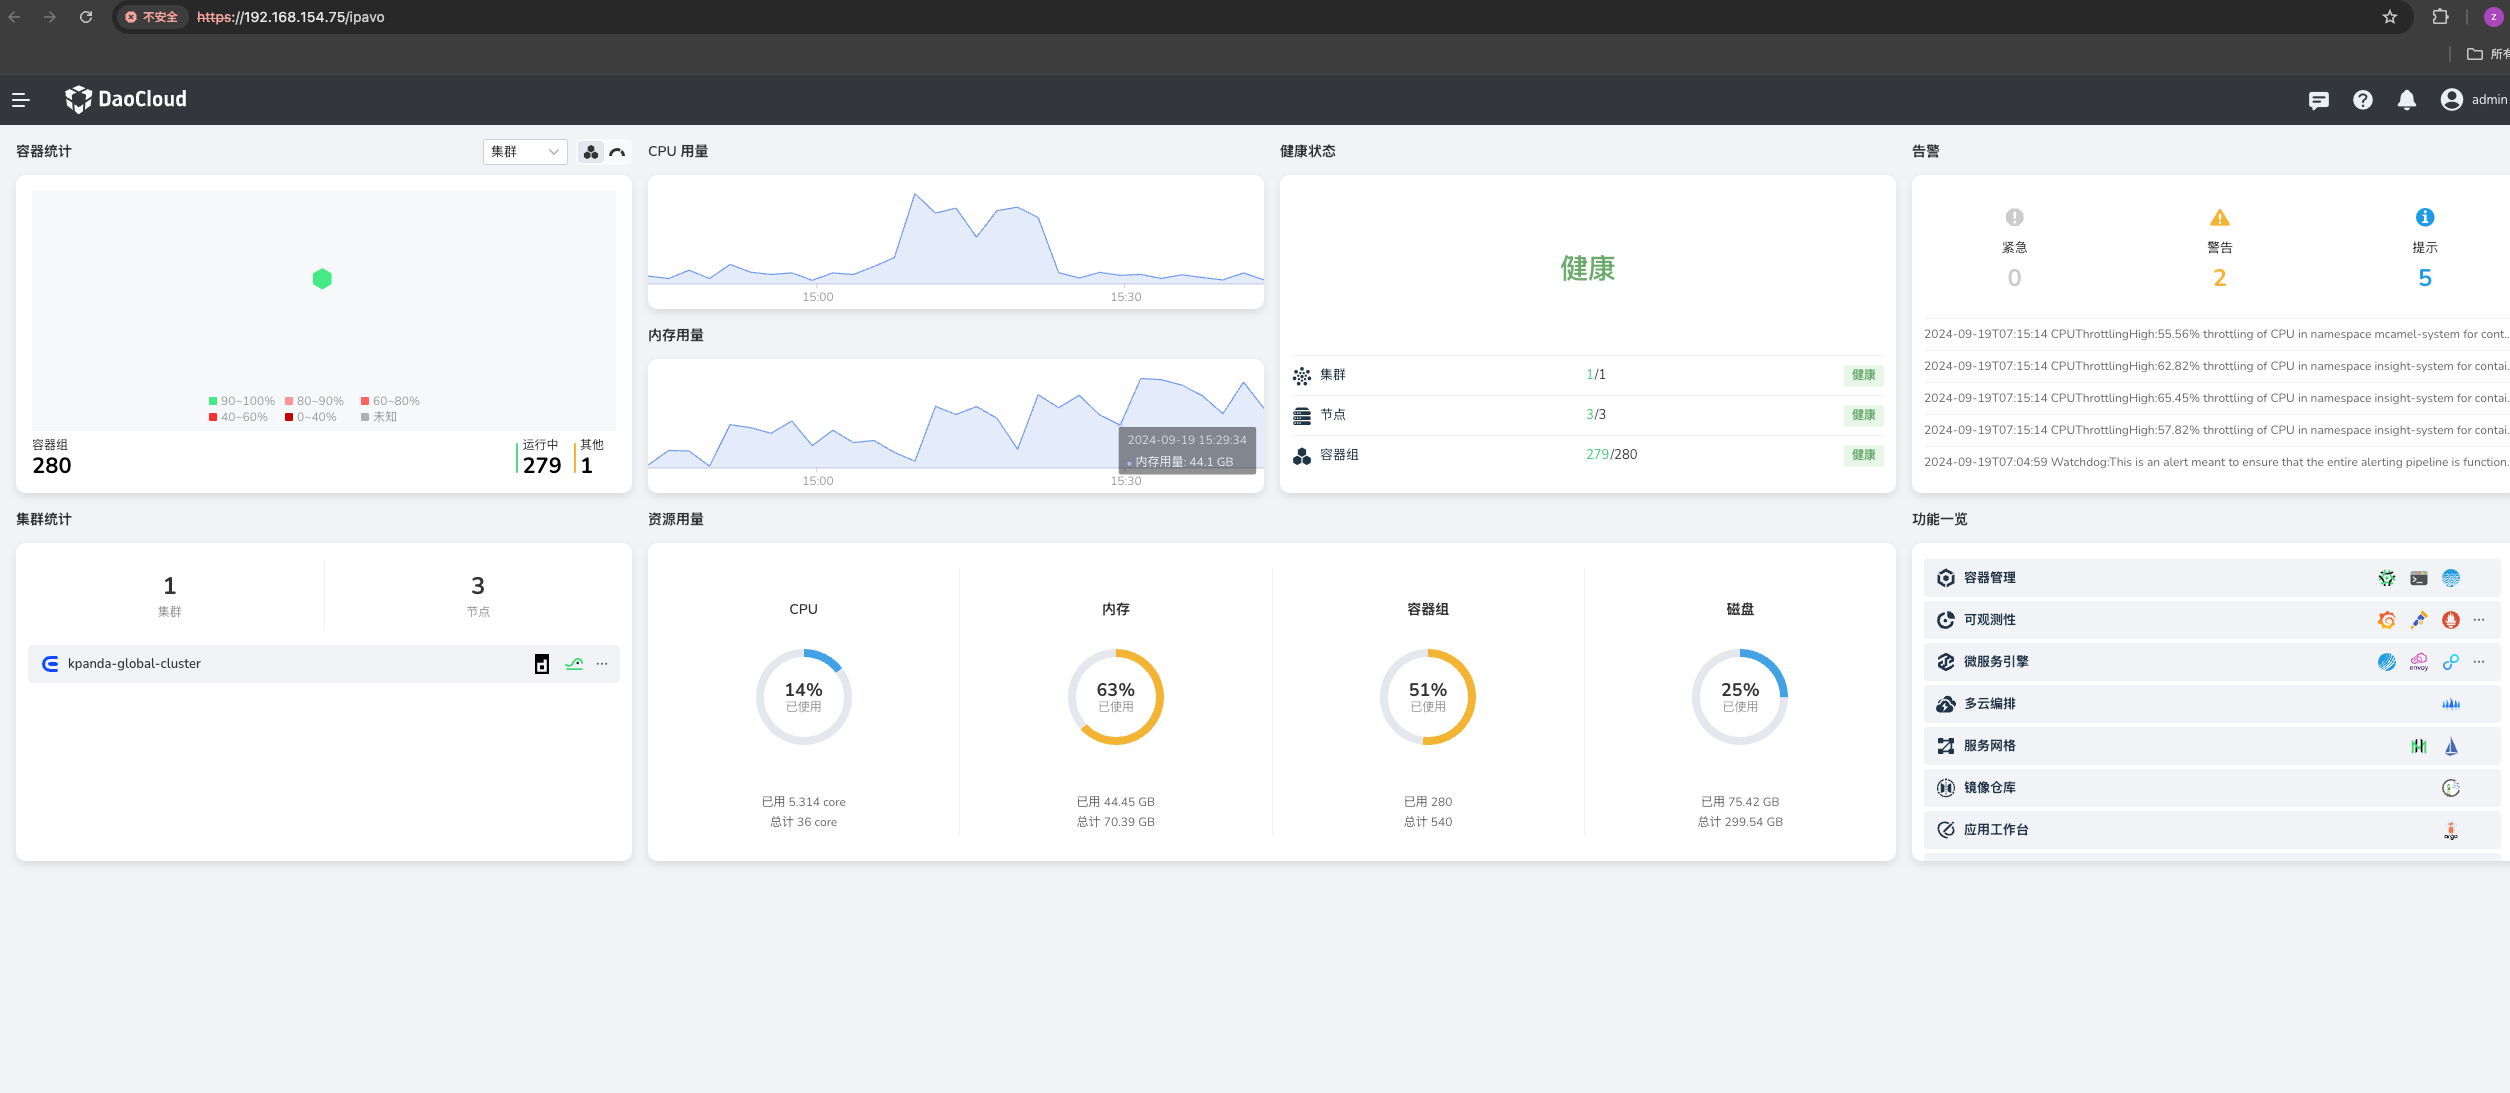 不安全
https://192.168.154.75/ipavo
z
所有
DaoCloud
admin
容器统计
集群
90~100%
80~90%
60~80%
40~60%
0~40%
未知
容器组
280
运行中
279
其他
1
CPU 用量
15:00
15:30
内存用量
2024-09-19 15:29:34
内存用量: 44.1 GB
15:00
15:30
健康状态
健康
集群
1/1
健康
节点
3/3
健康
容器组
279/280
健康
告警
紧急
0
警告
2
提示
5
2024-09-19T07:15:14 CPUThrottlingHigh:55.56% throttling of CPU in namespace mcamel-system for cont...
2024-09-19T07:15:14 CPUThrottlingHigh:62.82% throttling of CPU in namespace insight-system for contai...
2024-09-19T07:15:14 CPUThrottlingHigh:65.45% throttling of CPU in namespace insight-system for contai...
2024-09-19T07:15:14 CPUThrottlingHigh:57.82% throttling of CPU in namespace insight-system for contai...
2024-09-19T07:04:59 Watchdog:This is an alert meant to ensure that the entire alerting pipeline is function...
集群统计
1
集群
3
节点
kpanda-global-cluster
资源用量
CPU
14%
已使用
已用 5.314 core
总计 36 core
内存
63%
已使用
已用 44.45 GB
总计 70.39 GB
容器组
51%
已使用
已用 280
总计 540
磁盘
25%
已使用
已用 75.42 GB
总计 299.54 GB
功能一览
容器管理
可观测性
微服务引擎
envoy
多云编排
服务网格
镜像仓库
应用工作台
argo